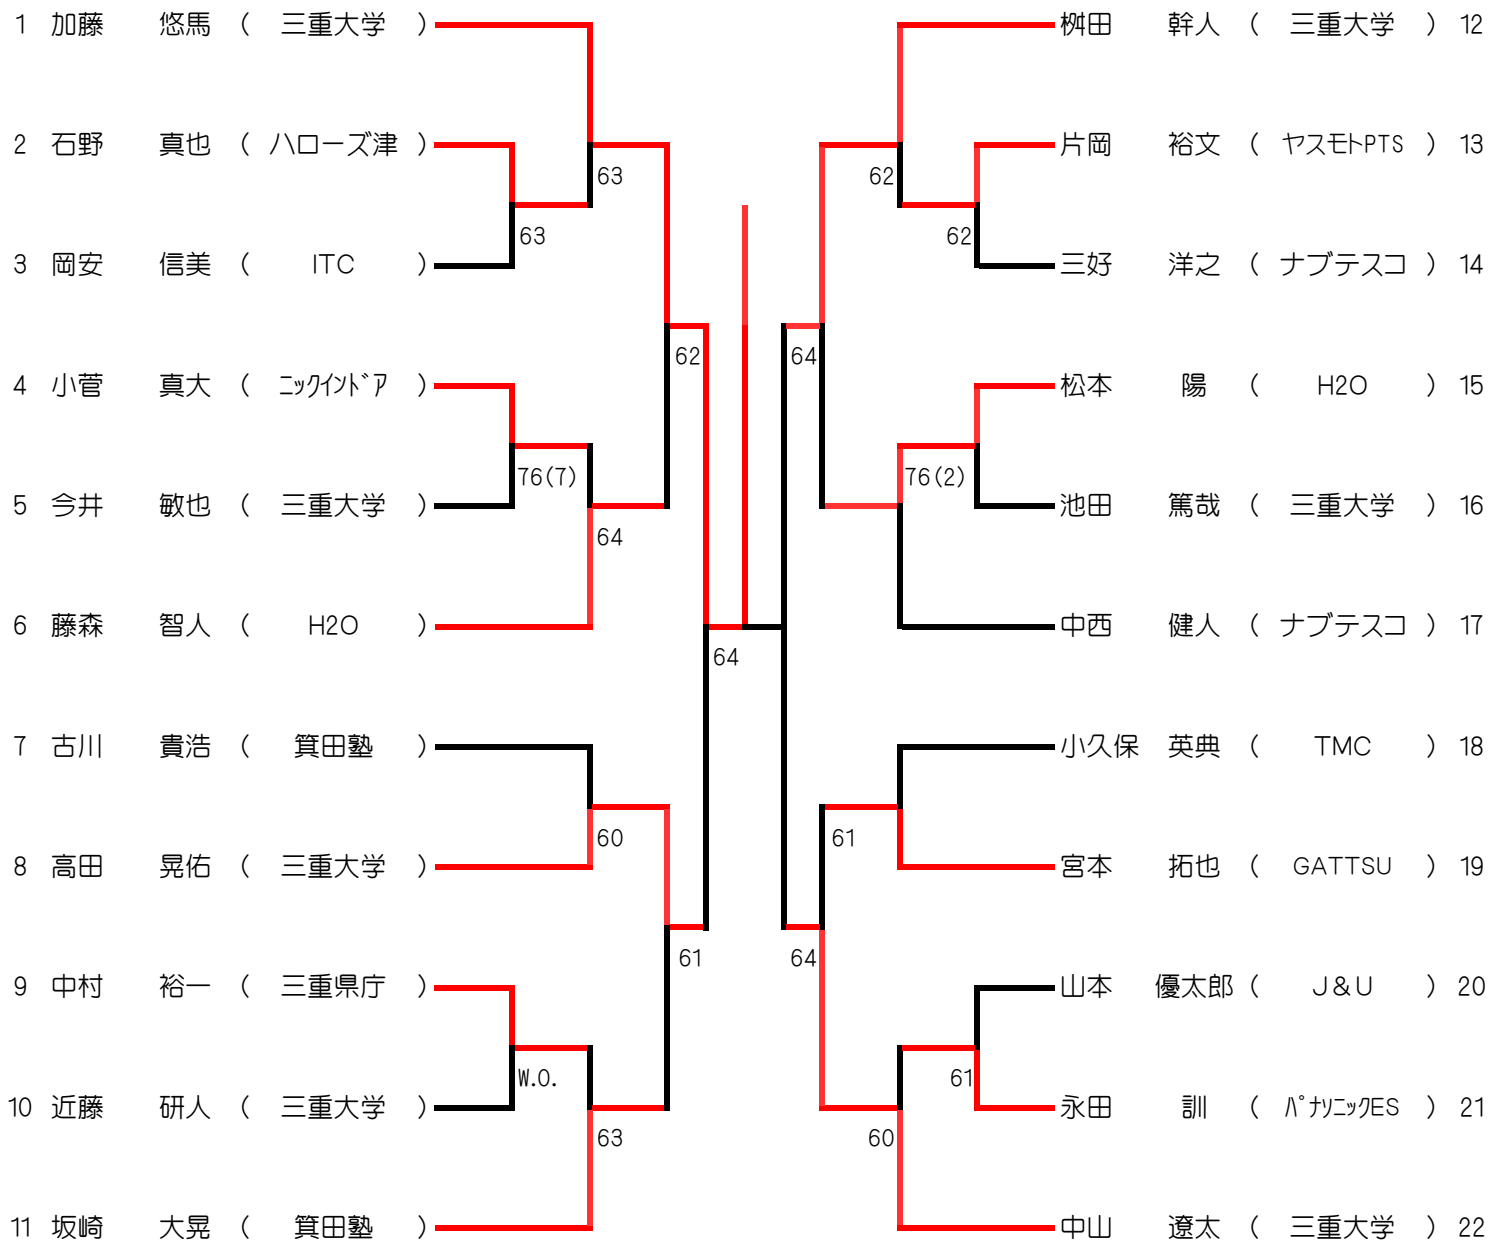 1 加藤 悠馬 ( 三重大学 ) 桝田 幹人 ( 三重大学 ) 12
2 石野 真也 ( ハローズ津 ) 片岡 裕文 ( ヤスモトPTS ) 13
63 62
63 62
3 岡安 信美 ( ITC ) 三好 洋之 ( ナブテスコ ) 14
62 64
4 小菅 真大 ( ニックインドア ) 松本 陽 ( H2O ) 15
76(7) 76(2)
5 今井 敏也 ( 三重大学 ) 池田 篤哉 ( 三重大学 ) 16
64
6 藤森 智人 ( H2O ) 中西 健人 ( ナブテスコ ) 17
64
7 古川 貴浩 ( 箕田塾 ) 小久保 英典 ( TMC ) 18
60 61
8 高田 晃佑 ( 三重大学 ) 宮本 拓也 ( GATTSU ) 19
61 64
9 中村 裕一 ( 三重県庁 ) 山本 優太郎 ( J&U ) 20
W.O. 61
10 近藤 研人 ( 三重大学 ) 永田 訓 ( パナソニックES ) 21
63 60
11 坂崎 大晃 ( 箕田塾 ) 中山 遼太 ( 三重大学 ) 22